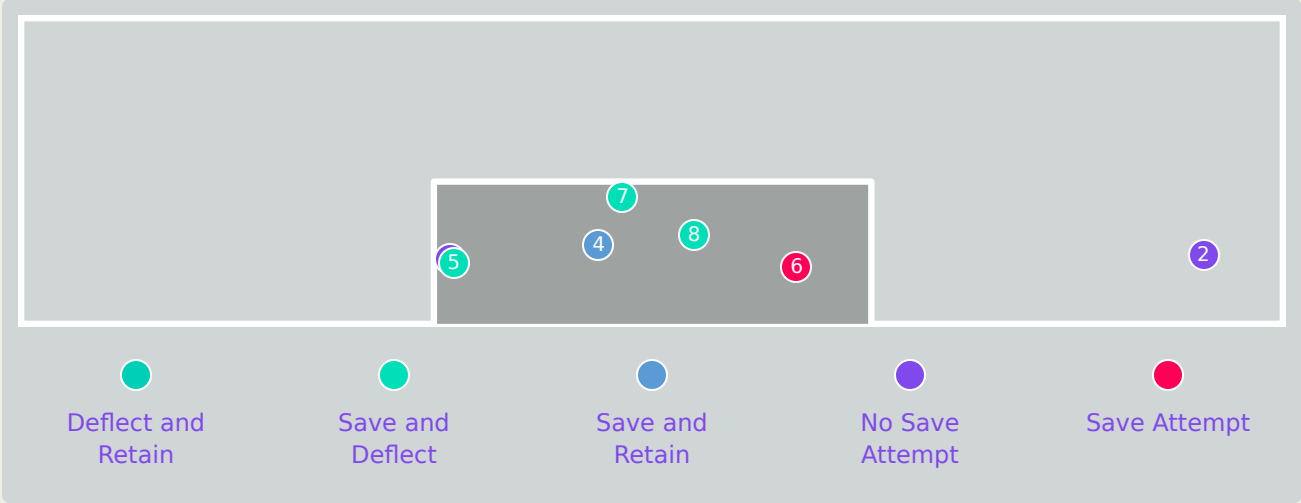 7
8
4
2
5
6
Deflect and
Retain
Save and
Deflect
Save and
Retain
No Save
Attempt
Save Attempt